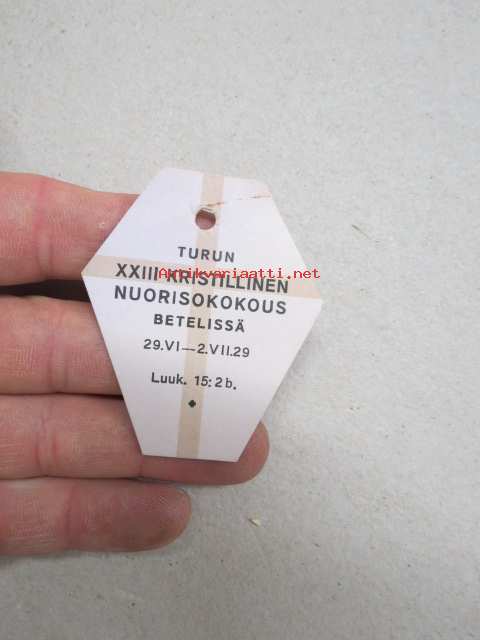 TURUN
XXIII KRISTILLINEN
Antikvariaatti.net
NUORISOKOKOUS
BETELISSÄ
29.VI—2.VII.29
Luuk. 15: 2 b.